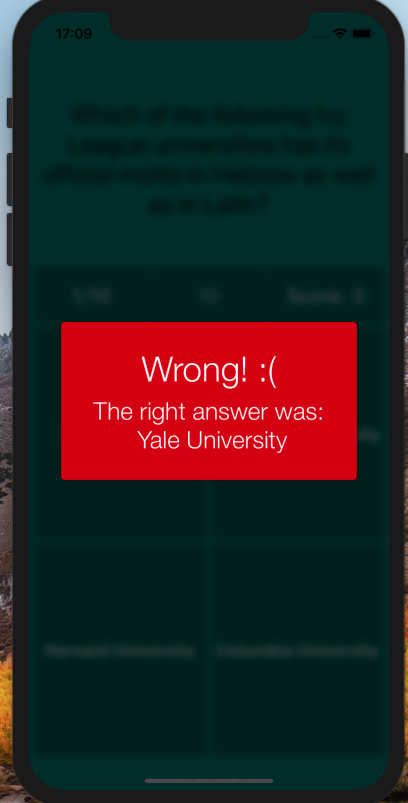 17:09
Which of the following Ivy
League universities has its
official motto in Hebrew as well
as in Latin?
1/10
10
Score: 0
Wrong! :(
The right answer was:
Yale University
Harvard University
Columbia University